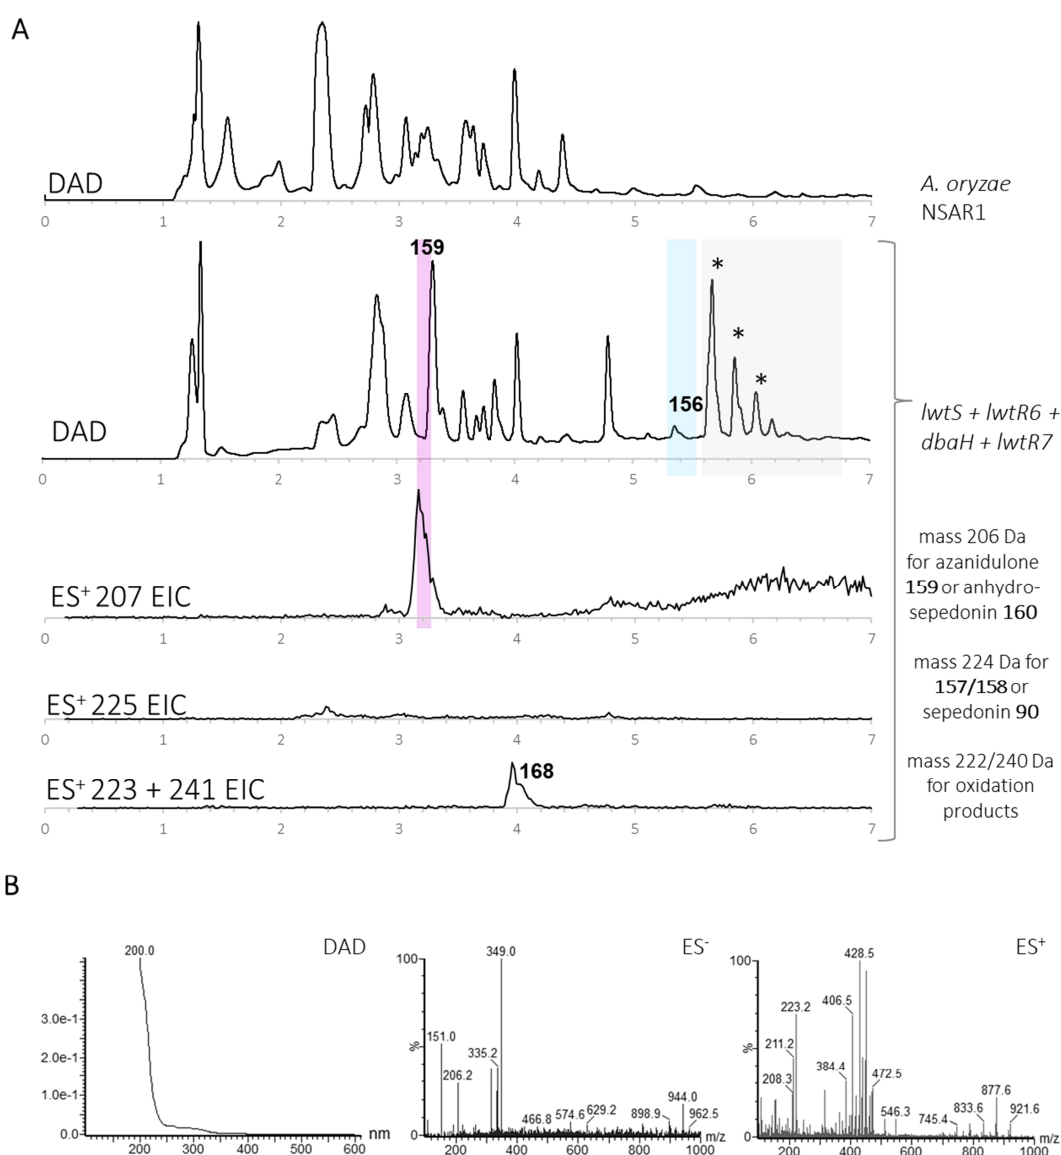 A
DAD
0 1 2 3 4 5 6 7
A. oryzae
NSAR1
159
*
*
*
156
DAD
0 1 2 3 4 5 6 7
lwtS + lwtR6 +
dbaH + lwtR7
ES+ 207 EIC
0 1 2 3 4 5 6 7
mass 206 Da
for azanidulone
159 or anhydro-
sepedonin 160
ES+ 225 EIC
0 1 2 3 4 5 6 7
mass 224 Da for
157/158 or
sepedonin 90
168
ES+ 223 + 241 EIC
0 1 2 3 4 5 6 7
mass 222/240 Da
for oxidation
products
B
DAD
200.0
3.0e-1
2.0e-1
1.0e-1
0.0
nm
100 200 300 400 500 600
ES-
100
%
0
349.0
151.0
335.2
206.2
466.8
574.6
629.2
898.9
944.0
962.5
m/z
200 400 600 800 1000
ES+
100
%
0
428.5
406.5
223.2
211.2
208.3
384.4
472.5
546.3
745.4
833.6
877.6
921.6
m/z
200 400 600 800 1000